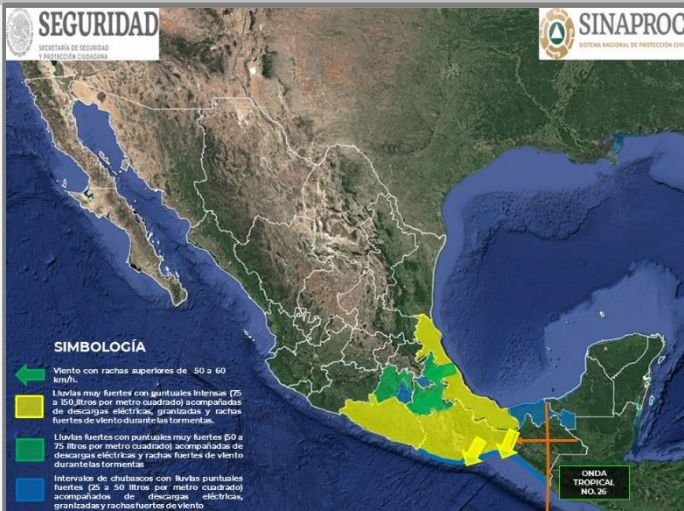 SEGURIDAD
SECRETARÍA DE SEGURIDAD
Y PROTECCIÓN CIUDADANA
SINAPROC
SISTEMA NACIONAL DE PROTECCIÓN CIVIL
SIMBOLOGÍA
Viento con rachas superiores de 50 a 60
km/h.
Lluvias muy fuertes con puntuales intensas (75
a 150 litros por metro cuadrado) acompañadas
de descargas eléctricas, granizadas y rachas
fuertes de viento durante las tormentas.
Lluvias fuertes con puntuales muy fuertes (50 a
75 litros por metro cuadrado) acompañadas de
descargas eléctricas y rachas fuertes de viento
durante las tormentas
Intervalos de chubascos con lluvias puntuales
fuertes (25 a 50 litros por metro cuadrado)
acompañados de descargas eléctricas,
granizadas y rachas fuertes de viento
ONDA
TROPICAL
NO. 26